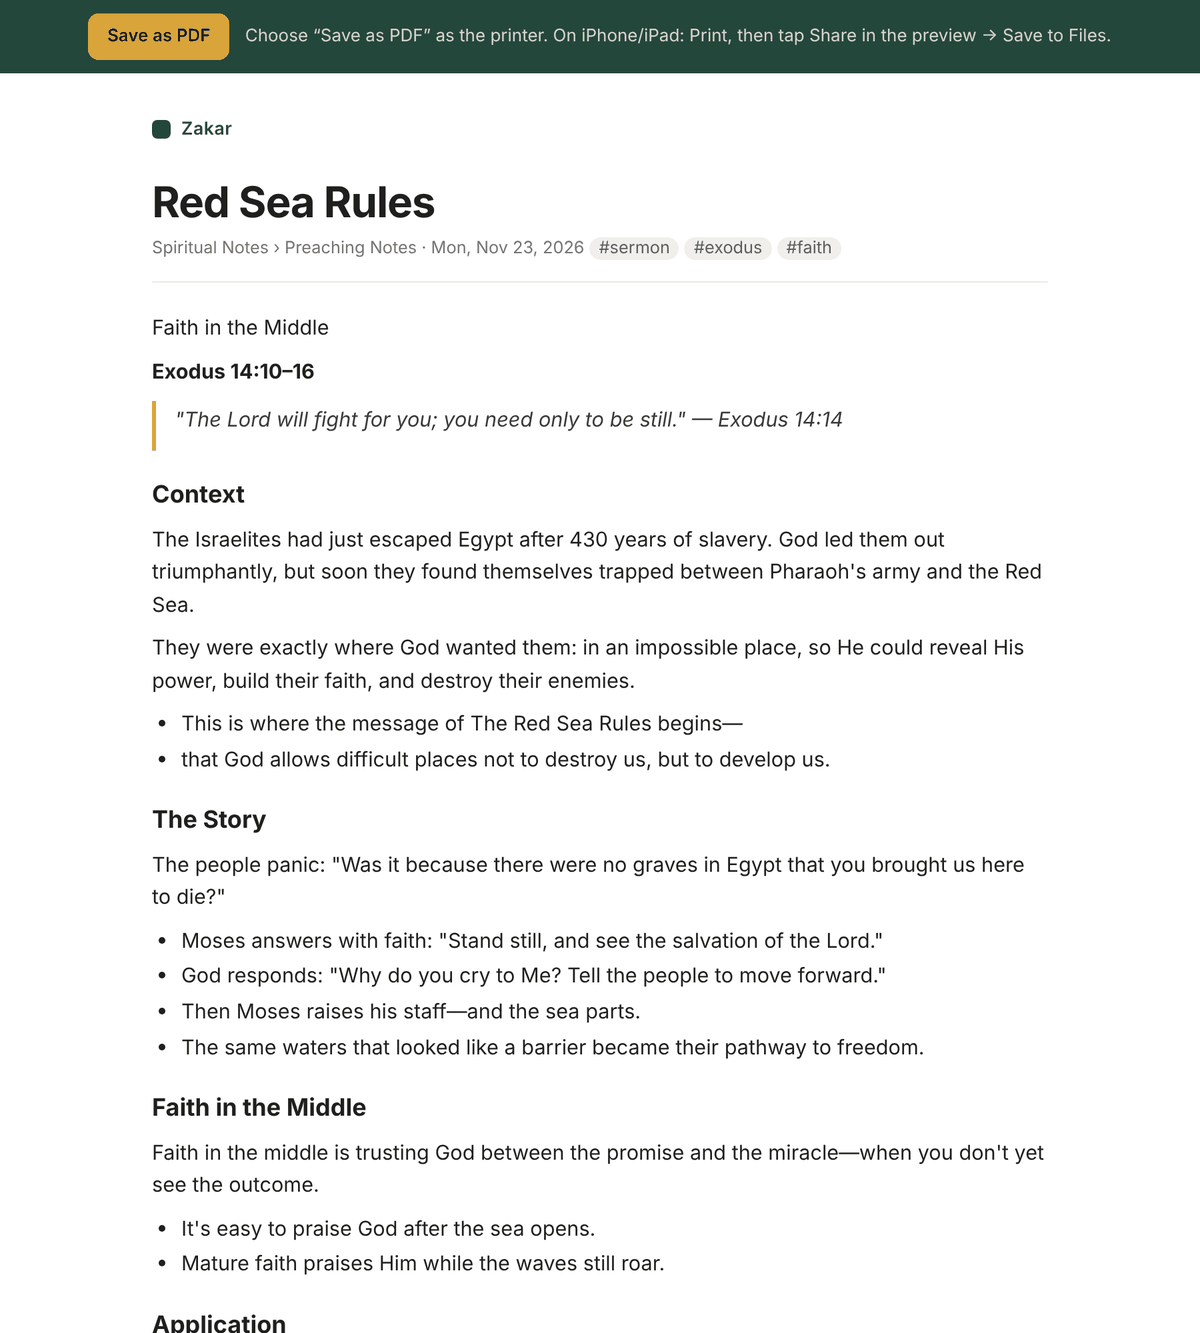 Save as PDF
Choose “Save as PDF” as the printer. On iPhone/iPad: Print, then tap Share in the preview → Save to Files.
Zakar
Red Sea Rules
Spiritual Notes › Preaching Notes · Mon, Nov 23, 2026 #sermon #exodus #faith
Faith in the Middle
Exodus 14:10–16
"The Lord will fight for you; you need only to be still." — Exodus 14:14
Context
The Israelites had just escaped Egypt after 430 years of slavery. God led them out
triumphantly, but soon they found themselves trapped between Pharaoh's army and the Red
Sea.
They were exactly where God wanted them: in an impossible place, so He could reveal His
power, build their faith, and destroy their enemies.
• This is where the message of The Red Sea Rules begins—
• that God allows difficult places not to destroy us, but to develop us.
The Story
The people panic: "Was it because there were no graves in Egypt that you brought us here
to die?"
• Moses answers with faith: "Stand still, and see the salvation of the Lord."
• God responds: "Why do you cry to Me? Tell the people to move forward."
• Then Moses raises his staff—and the sea parts.
• The same waters that looked like a barrier became their pathway to freedom.
Faith in the Middle
Faith in the middle is trusting God between the promise and the miracle—when you don't yet
see the outcome.
• It's easy to praise God after the sea opens.
• Mature faith praises Him while the waves still roar.
Application